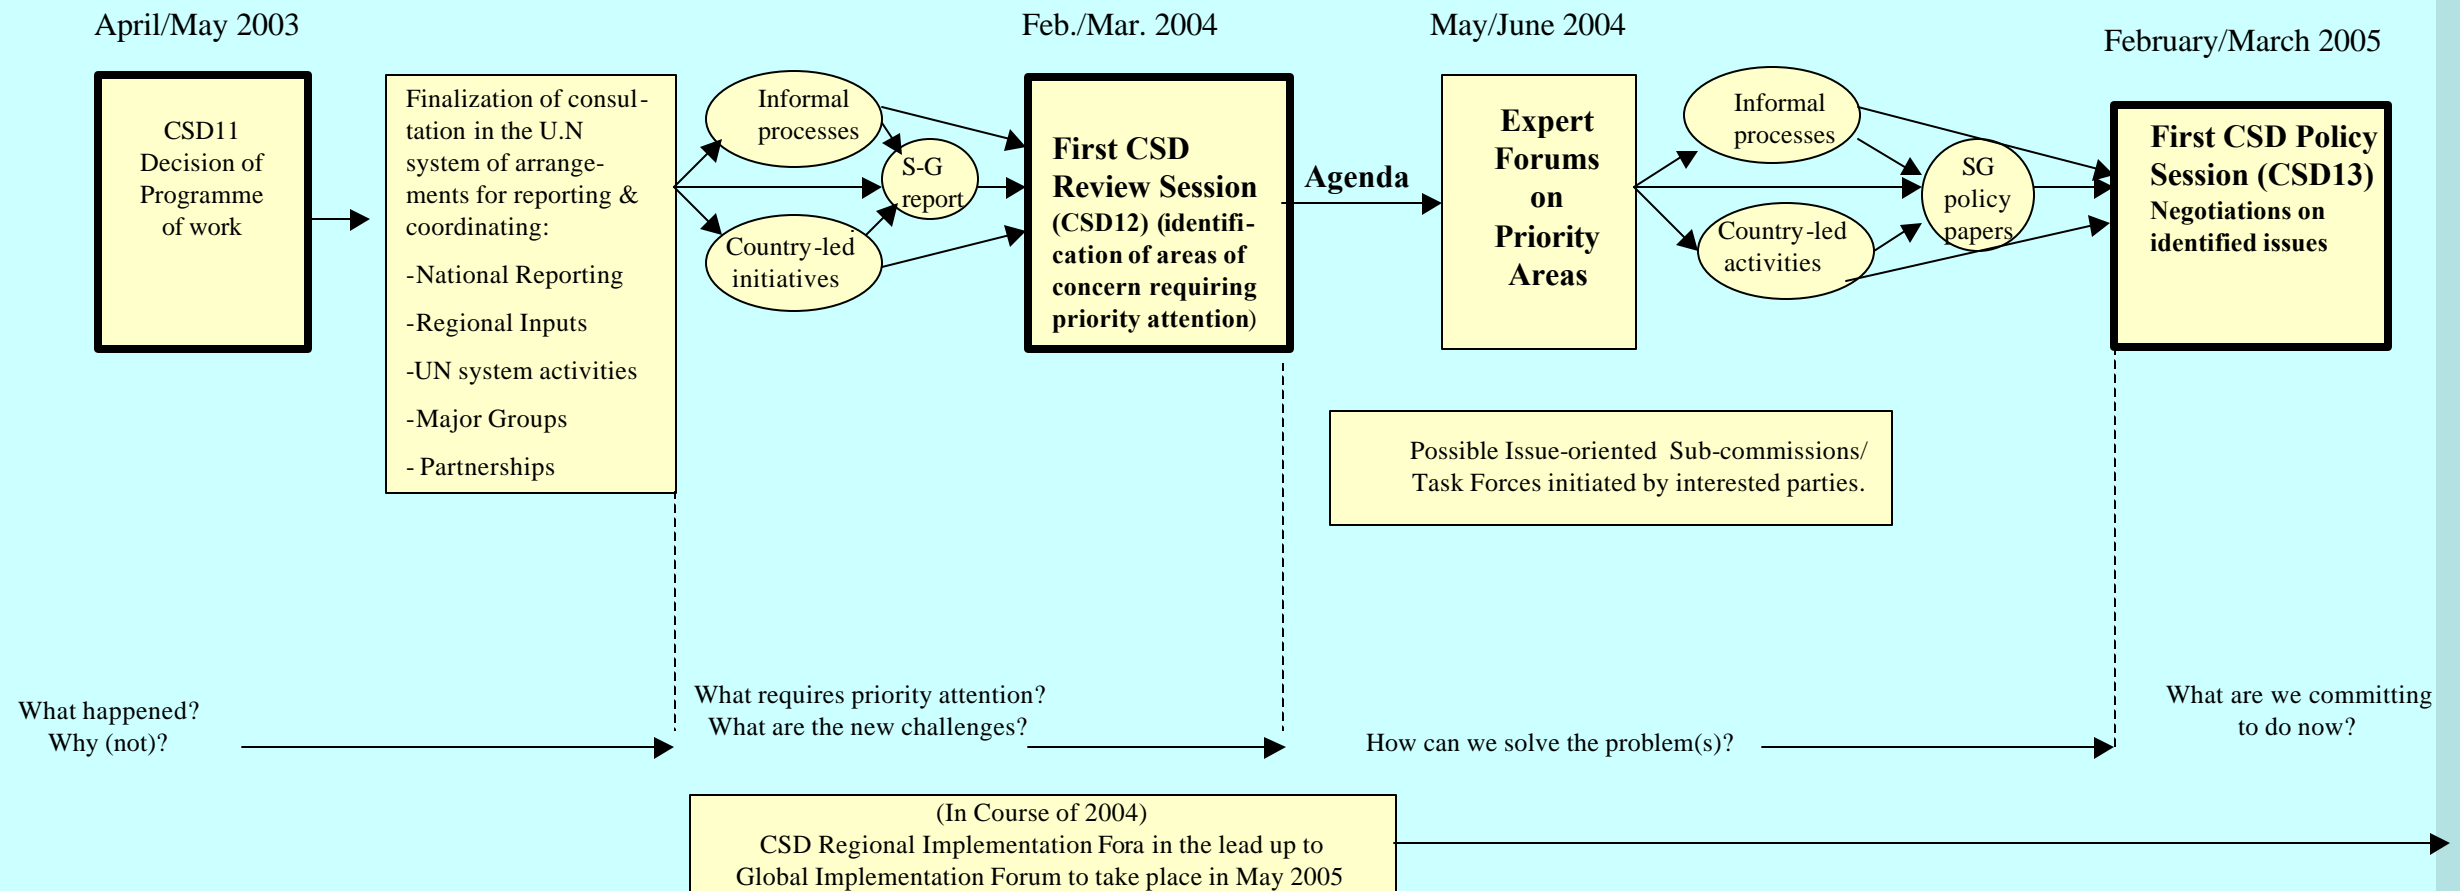 April/May 2003
Feb./Mar. 2004
May/June 2004
February/March 2005
CSD11
Decision of
Programme
of work
Finalization of consul-
tation in the U.N
system of arrange-
ments for reporting &
coordinating:
-National Reporting
-Regional Inputs
-UN system activities
-Major Groups
- Partnerships
Informal
processes
S-G
report
Country-led
initiatives
First CSD
Review Session
(CSD12) (identifi-
cation of areas of
concern requiring
priority attention)
Agenda
Expert
Forums
on
Priority
Areas
Informal
processes
SG
policy
papers
Country-led
activities
First CSD Policy
Session (CSD13)
Negotiations on
identified issues
Possible Issue-oriented Sub-commissions/
Task Forces initiated by interested parties.
What happened?
Why (not)?
What requires priority attention?
What are the new challenges?
How can we solve the problem(s)?
What are we committing
to do now?
(In Course of 2004)
CSD Regional Implementation Fora in the lead up to
Global Implementation Forum to take place in May 2005